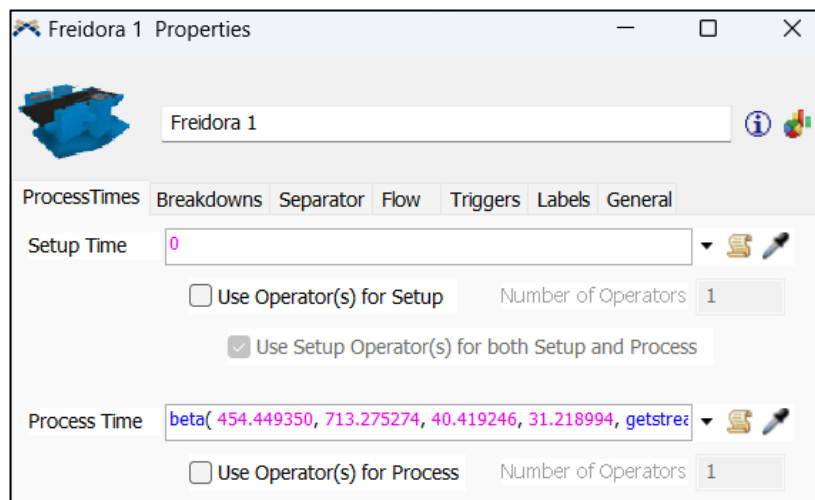 Freidora 1 Properties
Freidora 1
ProcessTimes Breakdowns Separator Flow Triggers Labels General
Setup Time 0
Use Operator(s) for Setup Number of Operators 1
Use Setup Operator(s) for both Setup and Process
Process Time beta( 454.449350, 713.275274, 40.419246, 31.218994, getstrea
Use Operator(s) for Process Number of Operators 1